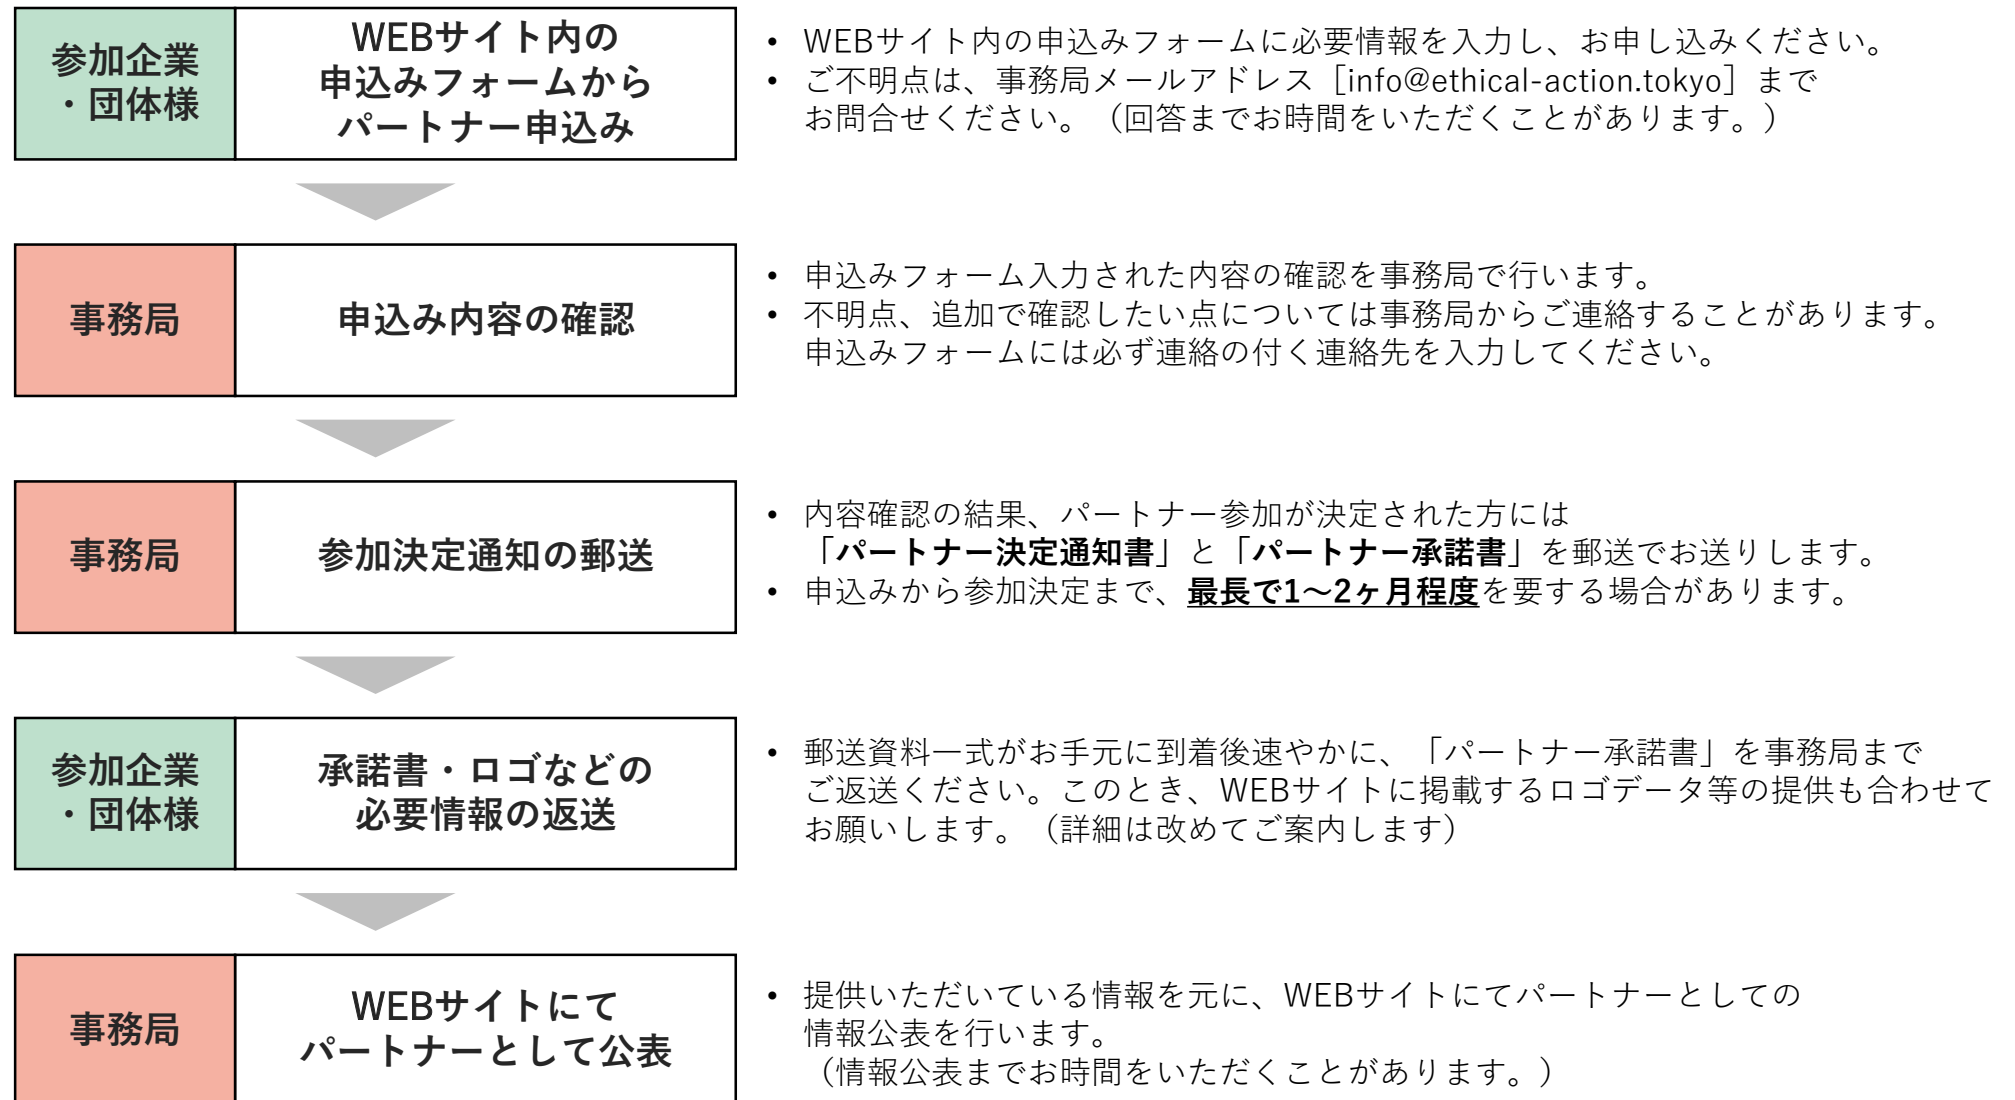 参加企業
・団体様
WEBサイト内の
申込みフォームから
パートナー申込み
• WEBサイト内の申込みフォームに必要情報を入力し、お申し込みください。
• ご不明点は、事務局メールアドレス［info@ethical-action.tokyo］まで
お問合せください。（回答までお時間をいただくことがあります。）
事務局
申込み内容の確認
• 申込みフォーム入力された内容の確認を事務局で行います。
• 不明点、追加で確認したい点については事務局からご連絡することがあります。
申込みフォームには必ず連絡の付く連絡先を入力してください。
事務局
参加決定通知の郵送
• 内容確認の結果、パートナー参加が決定された方には
「パートナー決定通知書」と「パートナー承諾書」を郵送でお送りします。
• 申込みから参加決定まで、最長で1～2ヶ月程度を要する場合があります。
参加企業
・団体様
承諾書・ロゴなどの
必要情報の返送
• 郵送資料一式がお手元に到着後速やかに、「パートナー承諾書」を事務局まで
ご返送ください。このとき、WEBサイトに掲載するロゴデータ等の提供も合わせて
お願いします。（詳細は改めてご案内します）
事務局
WEBサイトにて
パートナーとして公表
• 提供いただいている情報を元に、WEBサイトにてパートナーとしての
情報公表を行います。
（情報公表までお時間をいただくことがあります。）